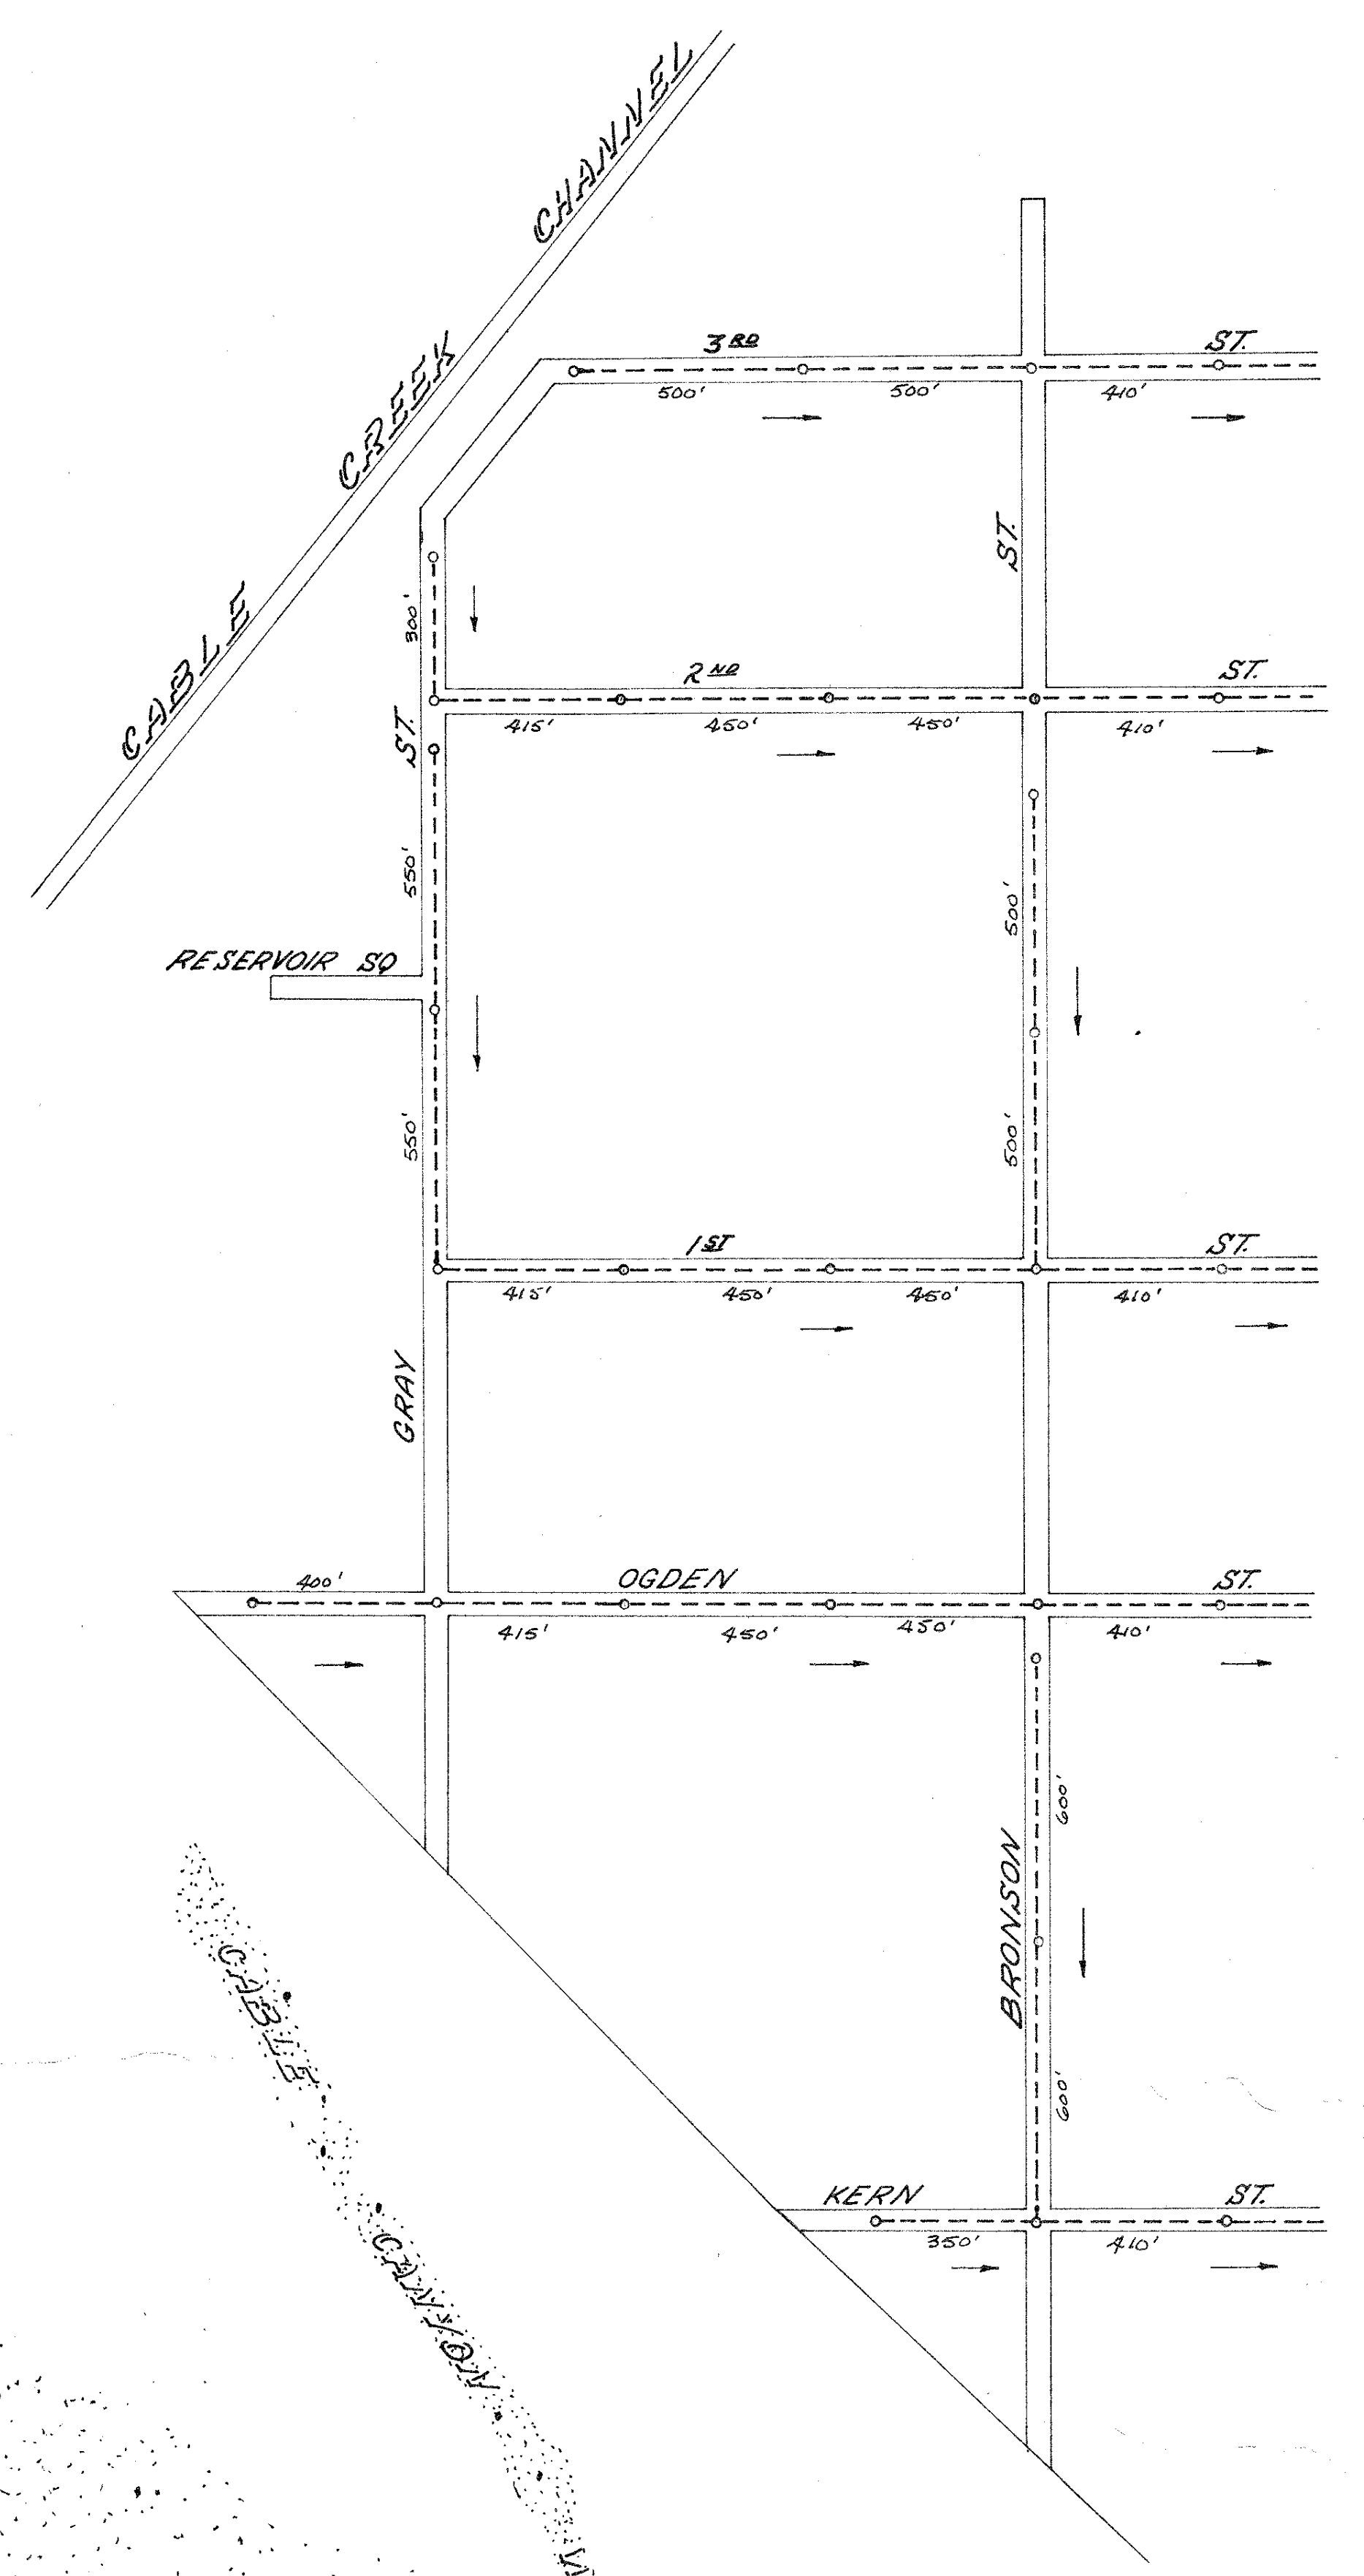 CABLE CREEK CHANNEL
3RD ST.
500' 500' 410'
ST.
300'
2ND ST.
415' 450' 450' 410'
ST.
550'
500'
RESERVOIR SQ
550'
500'
1ST ST.
415' 450' 450' 410'
GRAY
400' OGDEN ST.
415' 450' 450' 410'
600'
BRONSON
CABLE
600'
KERN ST.
350' 410'
CANYON